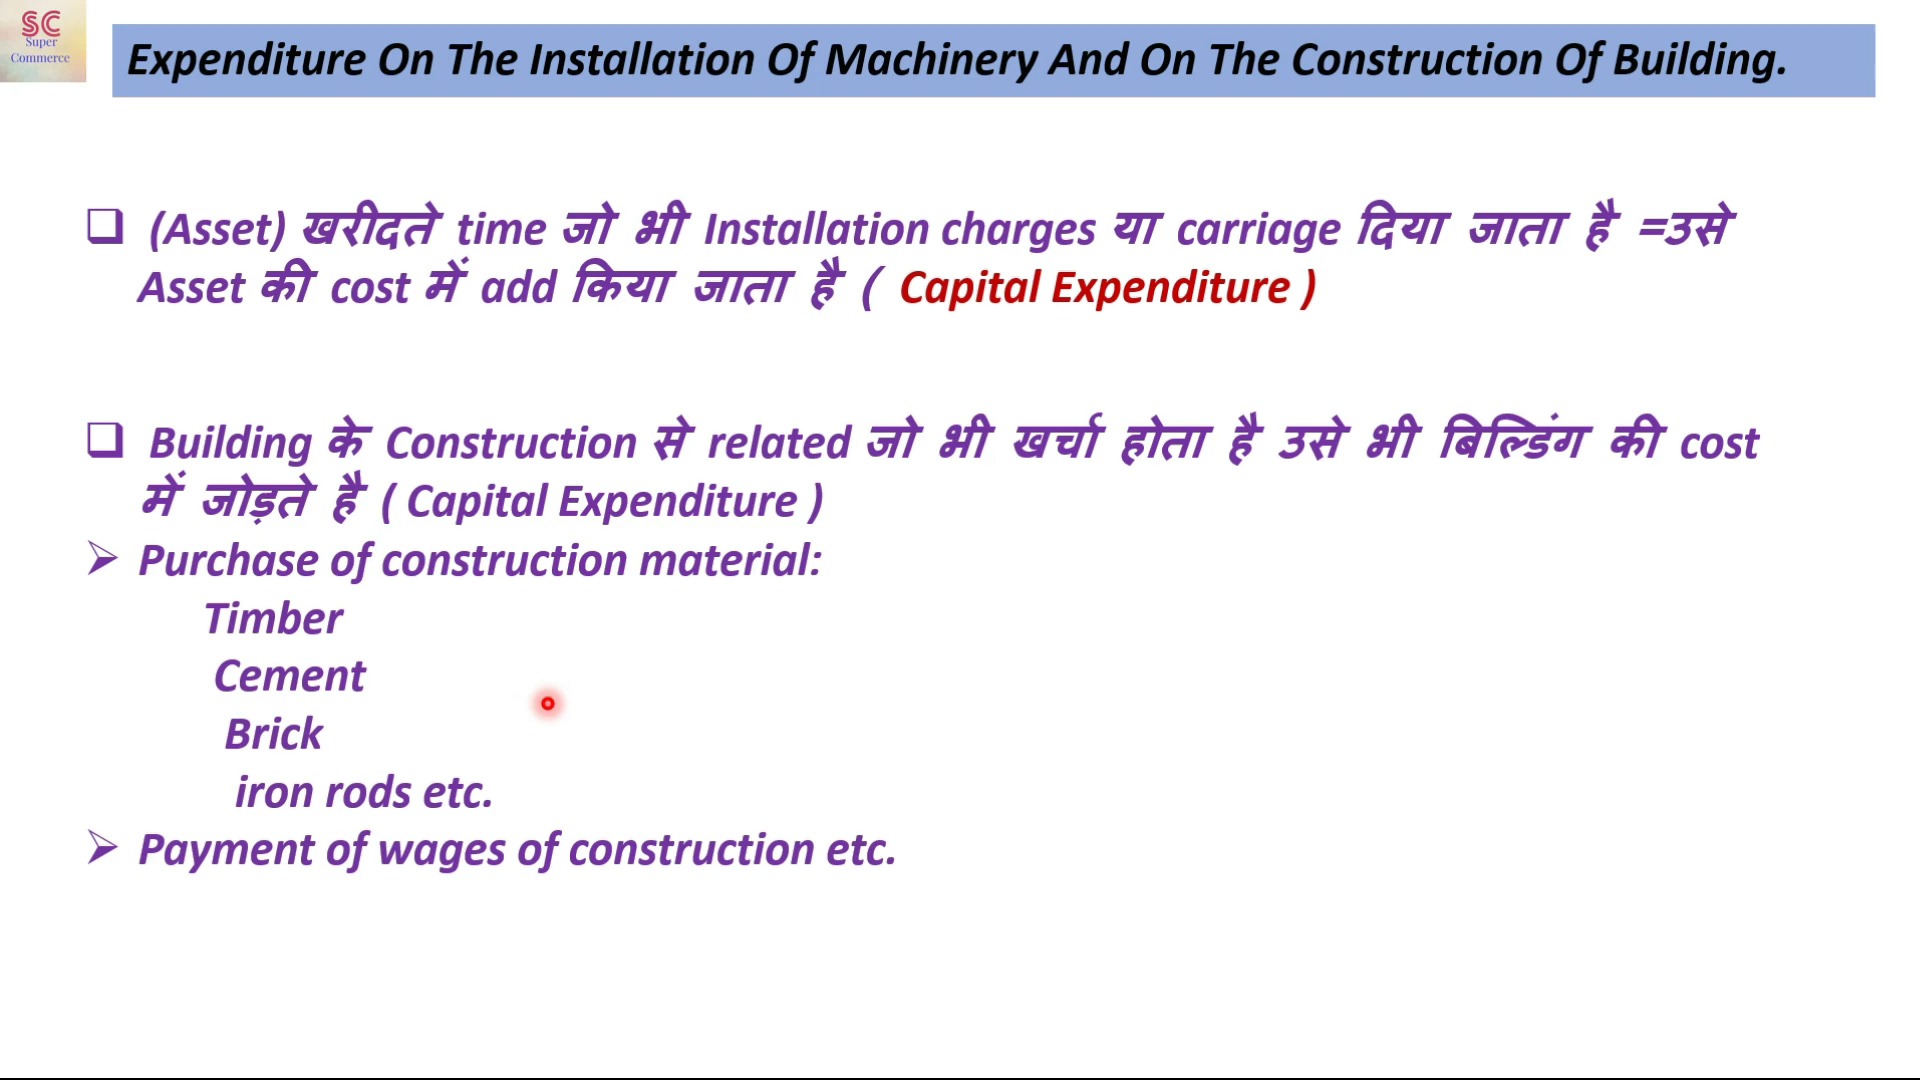 SC
Super
Commerce
Expenditure On The Installation Of Machinery And On The Construction Of Building.
(Asset) खरीदते time जो भी Installation charges या carriage दिया जाता है =उसे
Asset की cost में add किया जाता है ( Capital Expenditure )
Building के Construction से related जो भी खर्चा होता है उसे भी बिल्डिंग की cost
में जोड़ते है ( Capital Expenditure )
Purchase of construction material:
Timber
Cement
Brick
iron rods etc.
Payment of wages of construction etc.